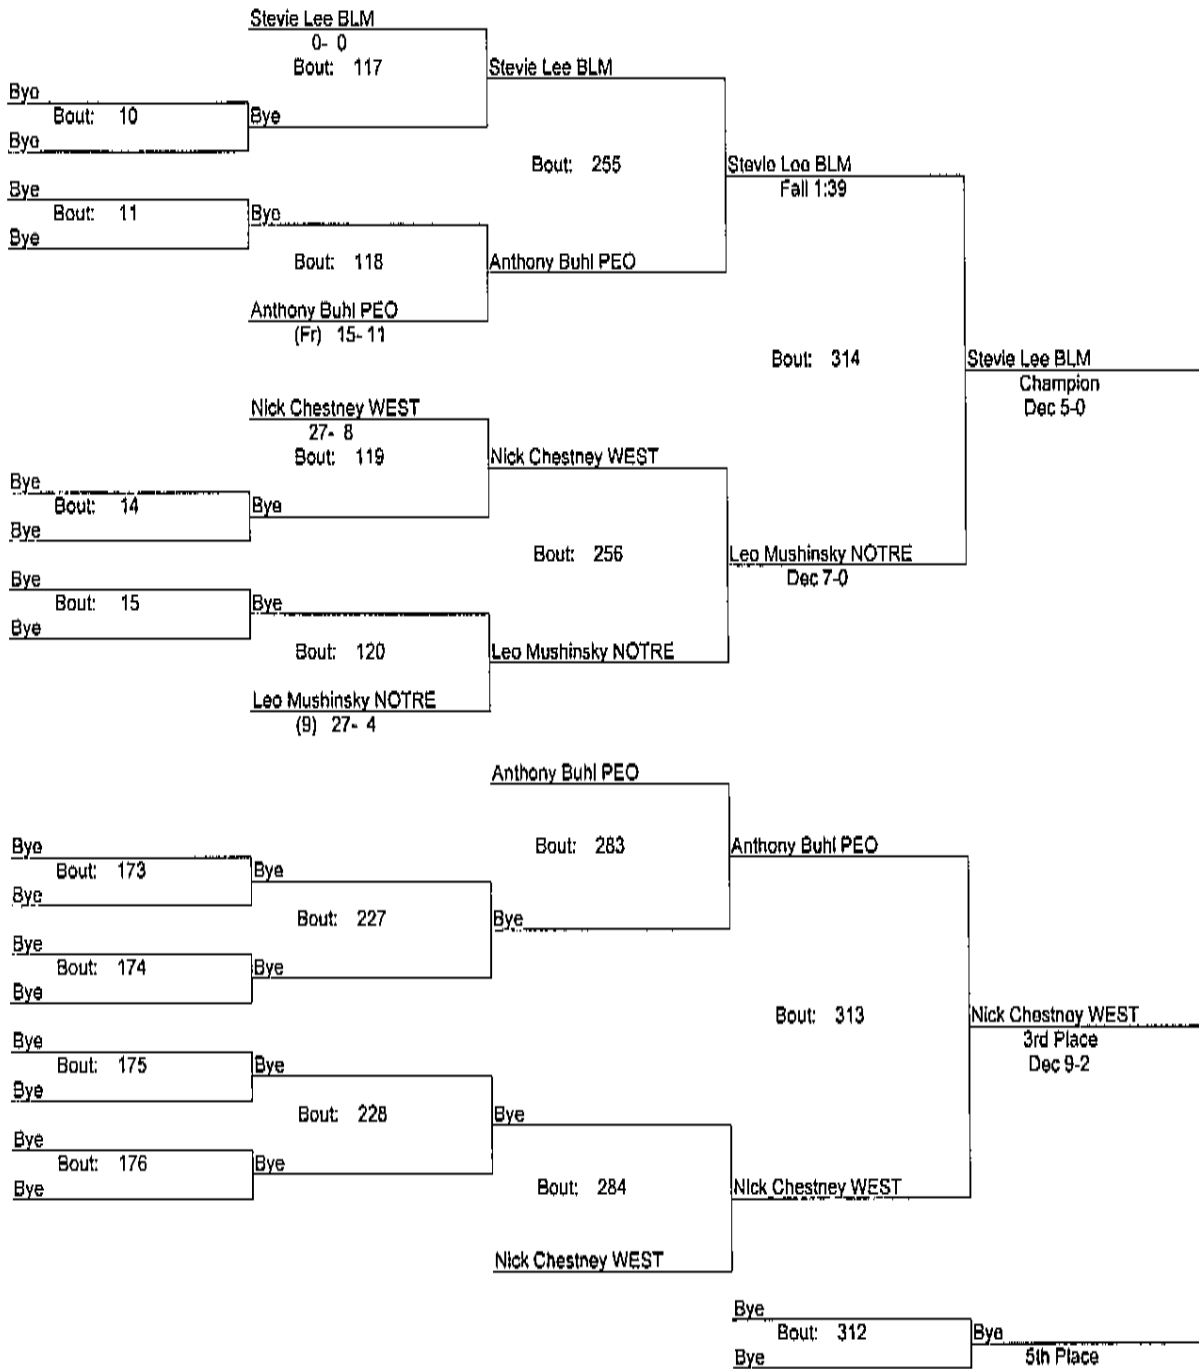 Stevie Lee BLM
0- 0
Bout: 117
Stevie Lee BLM
Bye
Bout: 10
Bye
Bye
Bout: 255
Stevie Lee BLM
Fall 1:39
Bye
Bout: 11
Bye
Bye
Bout: 118
Anthony Buhl PEO
Anthony Buhl PEO
(Fr) 15- 11
Bout: 314
Stevie Lee BLM
Champion
Dec 5-0
Nick Chestney WEST
27- 8
Bout: 119
Nick Chestney WEST
Bye
Bout: 14
Bye
Bye
Bout: 256
Leo Mushinsky NOTRE
Dec 7-0
Bye
Bout: 15
Bye
Bye
Bout: 120
Leo Mushinsky NOTRE
Leo Mushinsky NOTRE
(9) 27- 4
Anthony Buhl PEO
Bout: 283
Anthony Buhl PEO
Bye
Bout: 173
Bye
Bye
Bout: 227
Bye
Bye
Bout: 174
Bye
Bye
Bout: 313
Nick Chestney WEST
3rd Place
Dec 9-2
Bye
Bout: 175
Bye
Bye
Bout: 228
Bye
Bye
Bout: 176
Bye
Bye
Bout: 284
Nick Chestney WEST
Nick Chestney WEST
Bye
Bout: 312
Bye
Bye
5th Place